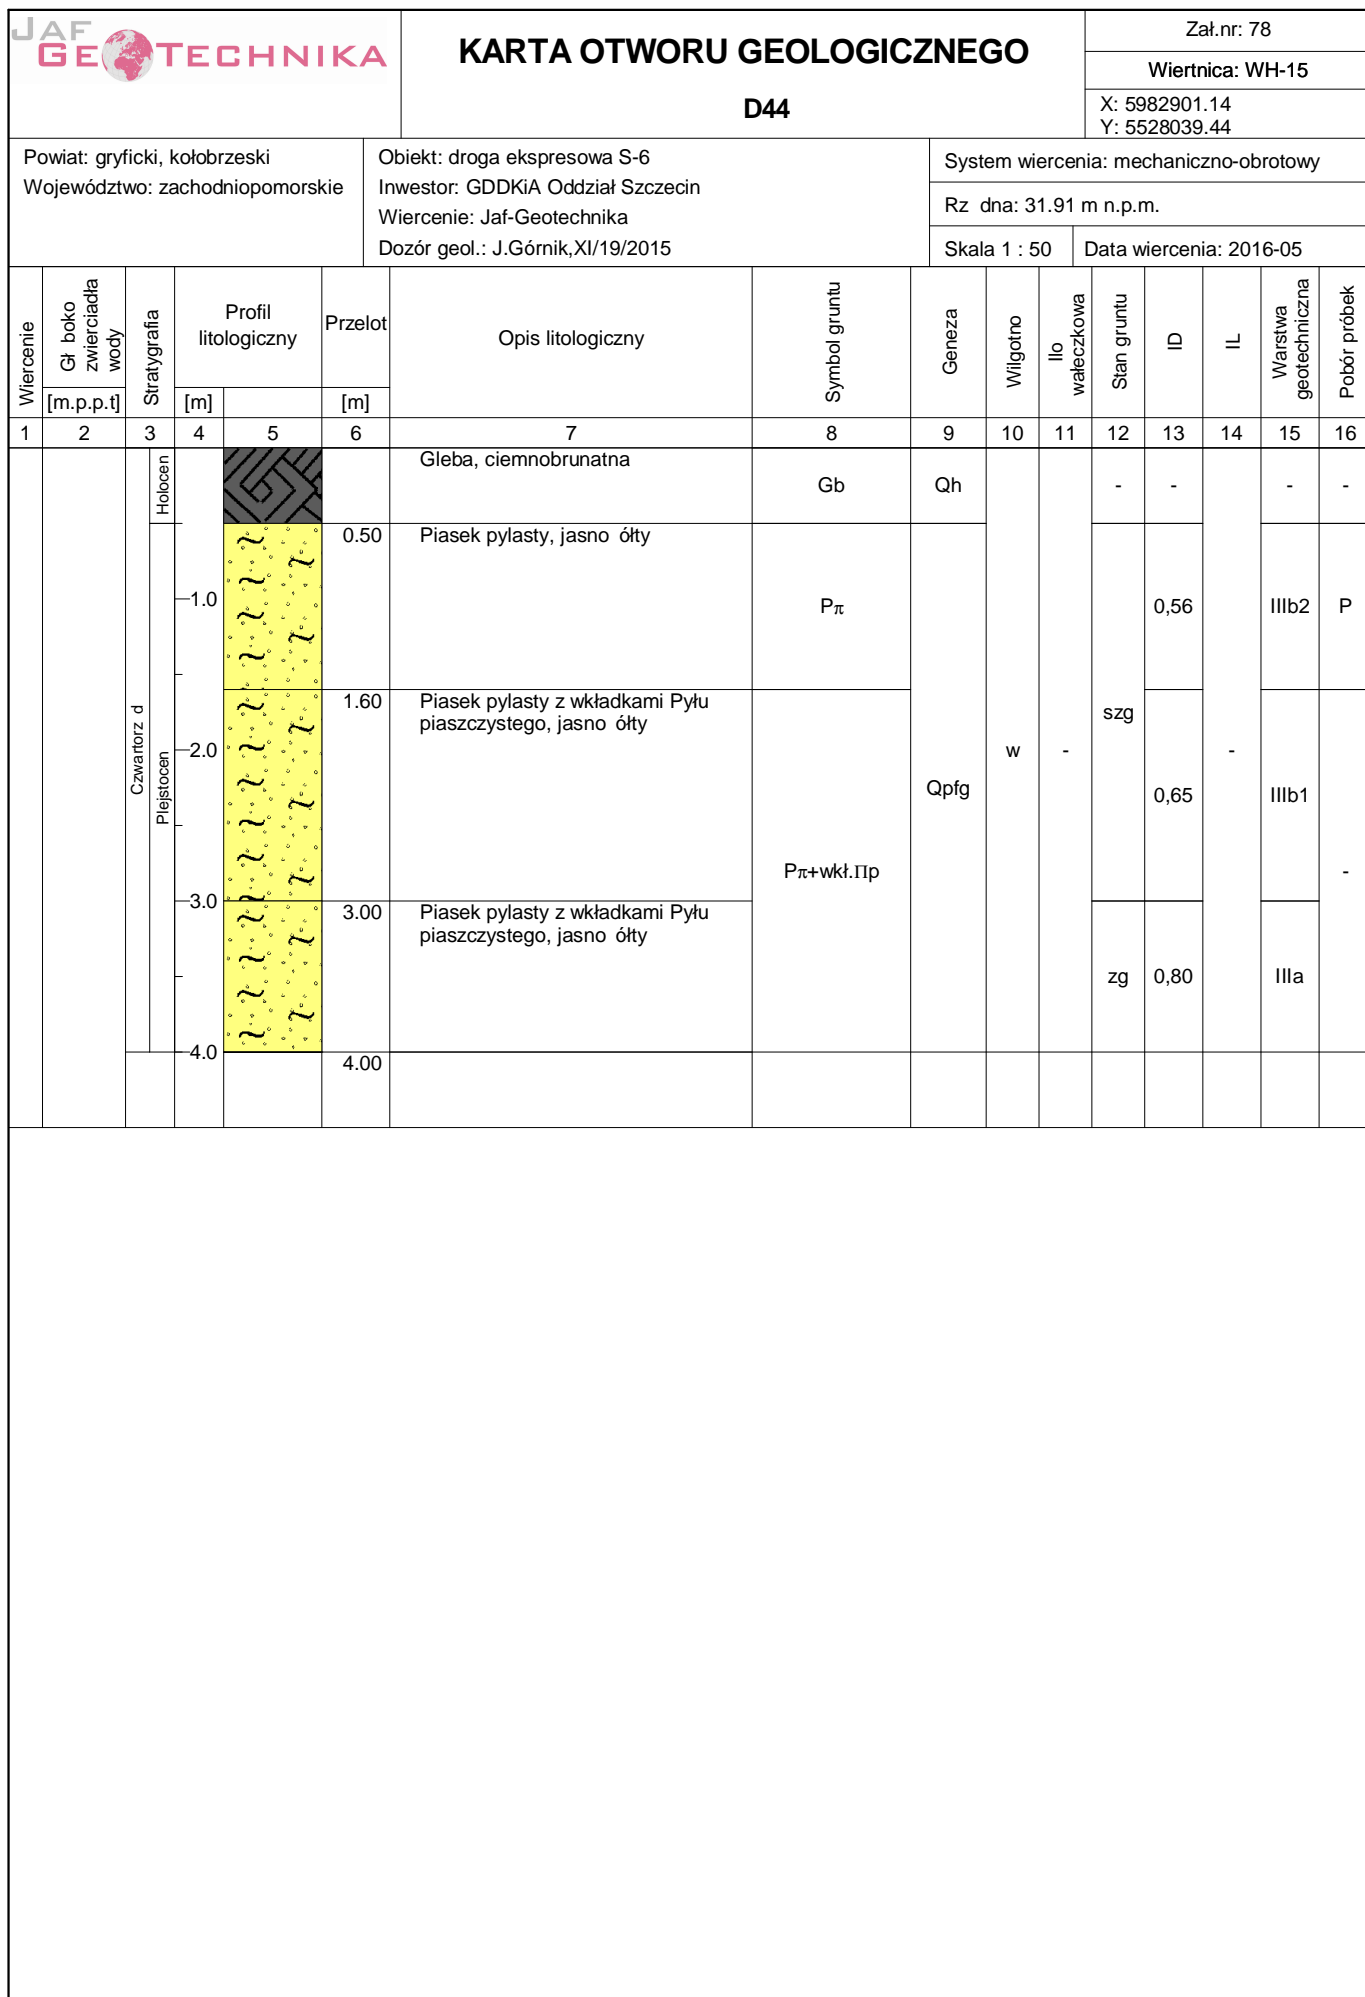 JAF
GEOTECHNIKA
KARTA OTWORU GEOLOGICZNEGO
D44
Zał.nr: 78
Wiertnica: WH-15
X: 5982901.14
Y: 5528039.44
Powiat: gryficki, kołobrzeski
Województwo: zachodniopomorskie
Obiekt: droga ekspresowa S-6
Inwestor: GDDKiA Oddział Szczecin
Wiercenie: Jaf-Geotechnika
Dozór geol.: J.Górnik,XI/19/2015
System wiercenia: mechaniczno-obrotowy
Rz dna: 31.91 m n.p.m.
Skala 1 : 50
Data wiercenia: 2016-05
Wiercenie
Gł boko
zwierciadła
wody
[m.p.p.t]
Stratygrafia
Profil
litologiczny
[m]
Przelot
[m]
Opis litologiczny
Symbol gruntu
Geneza
Wilgotno
Ilo
wałeczkowa
Stan gruntu
ID
IL
Warstwa
geotechniczna
Pobór próbek
1 2 3 4 5 6 7 8 9 10 11 12 13 14 15 16
Holocen
Gleba, ciemnobrunatna
Gb
Qh
- - - -
0.50
Piasek pylasty, jasno ółty
1.0
Pπ
0,56
IIIb2
P
1.60
Piasek pylasty z wkładkami Pyłu
piaszczystego, jasno ółty
szg
Czwartorz d
Plejstocen
2.0
w
-
-
Qpfg
0,65
IIIb1
Pπ+wkł.Πp
-
3.0
3.00
Piasek pylasty z wkładkami Pyłu
piaszczystego, jasno ółty
zg
0,80
IIIa
4.0
4.00